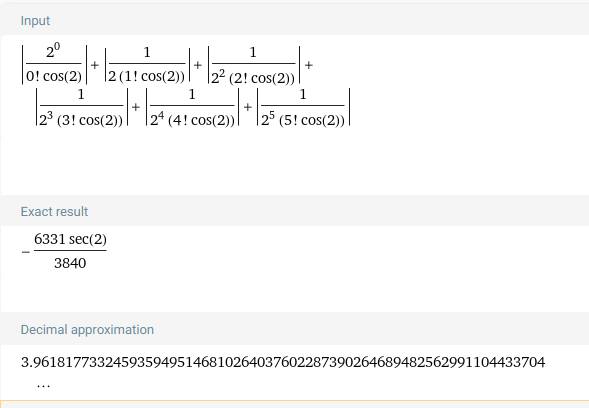 Input
|2^0/(0! cos(2))| + |1/(2 (1! cos(2)))| + |1/(2^2 (2! cos(2)))| +
|1/(2^3 (3! cos(2)))| + |1/(2^4 (4! cos(2)))| + |1/(2^5 (5! cos(2)))|
Exact result
−6331 sec(2)/3840
Decimal approximation
3.9618177332459359495146810264037602287390264689482562991104433704
…